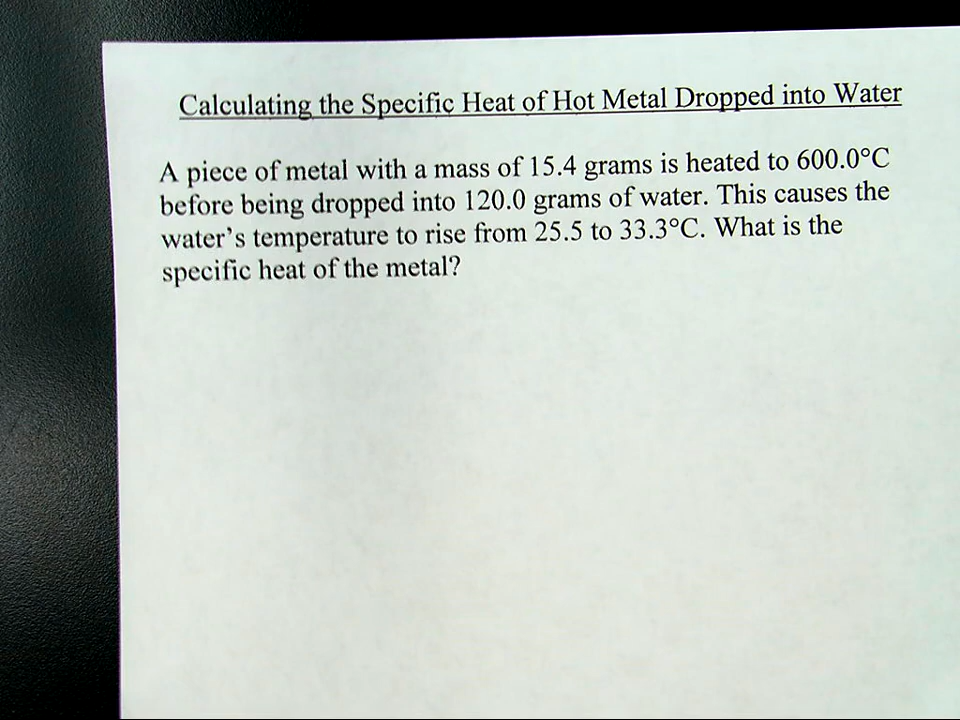 Calculating the Specific Heat of Hot Metal Dropped into Water
A piece of metal with a mass of 15.4 grams is heated to 600.0°C
before being dropped into 120.0 grams of water. This causes the
water's temperature to rise from 25.5 to 33.3°C. What is the
specific heat of the metal?